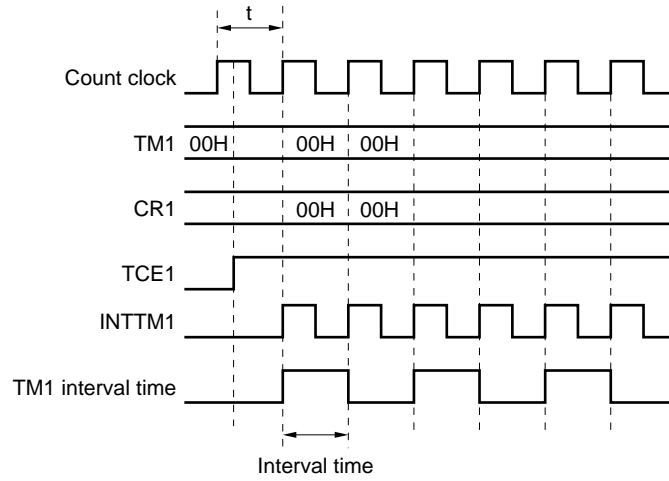 t
Count clock
TM1 00H 00H 00H
CR1 00H 00H
TCE1
INTTM1
TM1 interval time
Interval time